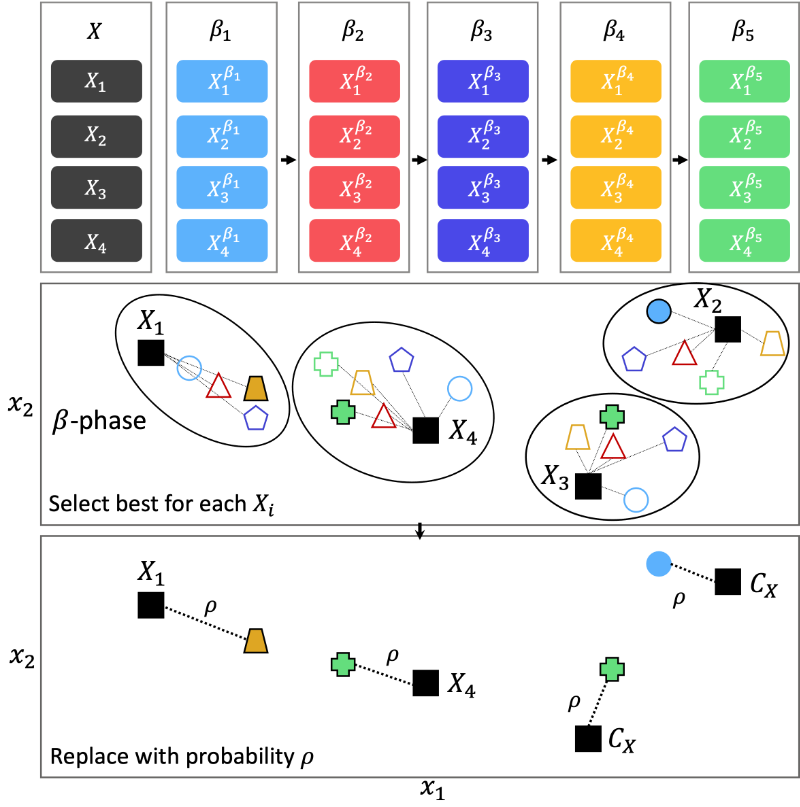 X β₁ β₂ β₃ β₄ β₅
X₁ X₁^β₁ X₁^β₂ X₁^β₃ X₁^β₄ X₁^β₅
X₂ X₂^β₁ X₂^β₂ X₂^β₃ X₂^β₄ X₂^β₅
X₃ X₃^β₁ X₃^β₂ X₃^β₃ X₃^β₄ X₃^β₅
X₄ X₄^β₁ X₄^β₂ X₄^β₃ X₄^β₄ X₄^β₅
X₁
X₂
x₂
β-phase
X₄
X₃
Select best for each Xᵢ
X₁
C_X
ρ
ρ
x₂
ρ
X₄
ρ
C_X
Replace with probability ρ
x₁